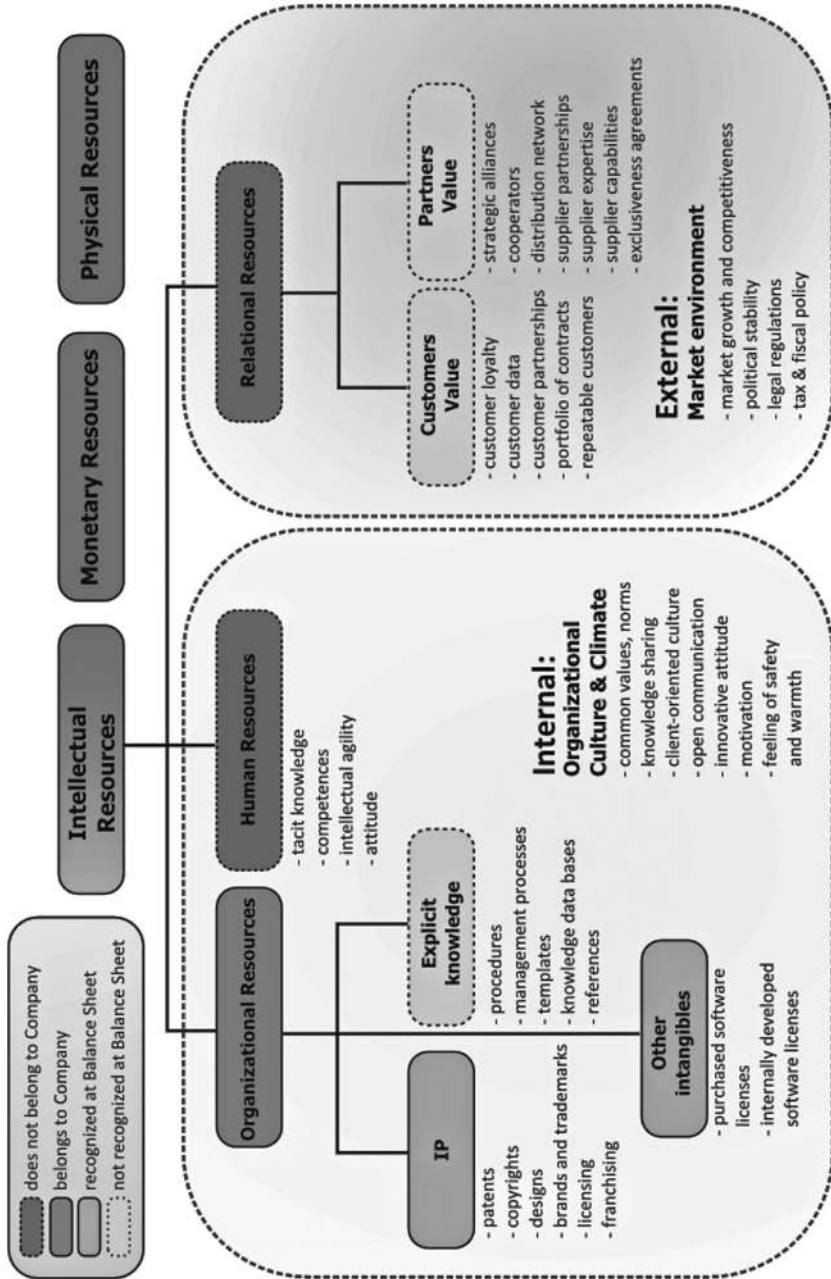 does not belong to Company
belongs to Company
recognized at Balance Sheet
not recognized at Balance Sheet
Intellectual
Resources
Monetary Resources
Physical Resources
Organizational Resources
Human Resources
- tacit knowledge
- competences
- intellectual agility
- attitude
Relational Resources
IP
- patents
- copyrights
- designs
- brands and trademarks
- licensing
- franchising
Explicit
knowledge
- procedures
- management processes
- templates
- knowledge data bases
- references
Other
intangibles
- purchased software
licenses
- internally developed
software licenses
Internal:
Organizational
Culture & Climate
- common values, norms
- knowledge sharing
- client-oriented culture
- open communication
- innovative attitude
- motivation
- feeling of safety
and warmth
Customers
Value
- customer loyalty
- customer data
- customer partnerships
- portfolio of contracts
- repeatable customers
Partners
Value
- strategic alliances
- cooperators
- distribution network
- supplier partnerships
- supplier expertise
- supplier capabilities
- exclusiveness agreements
External:
Market environment
- market growth and competitiveness
- political stability
- legal regulations
- tax & fiscal policy